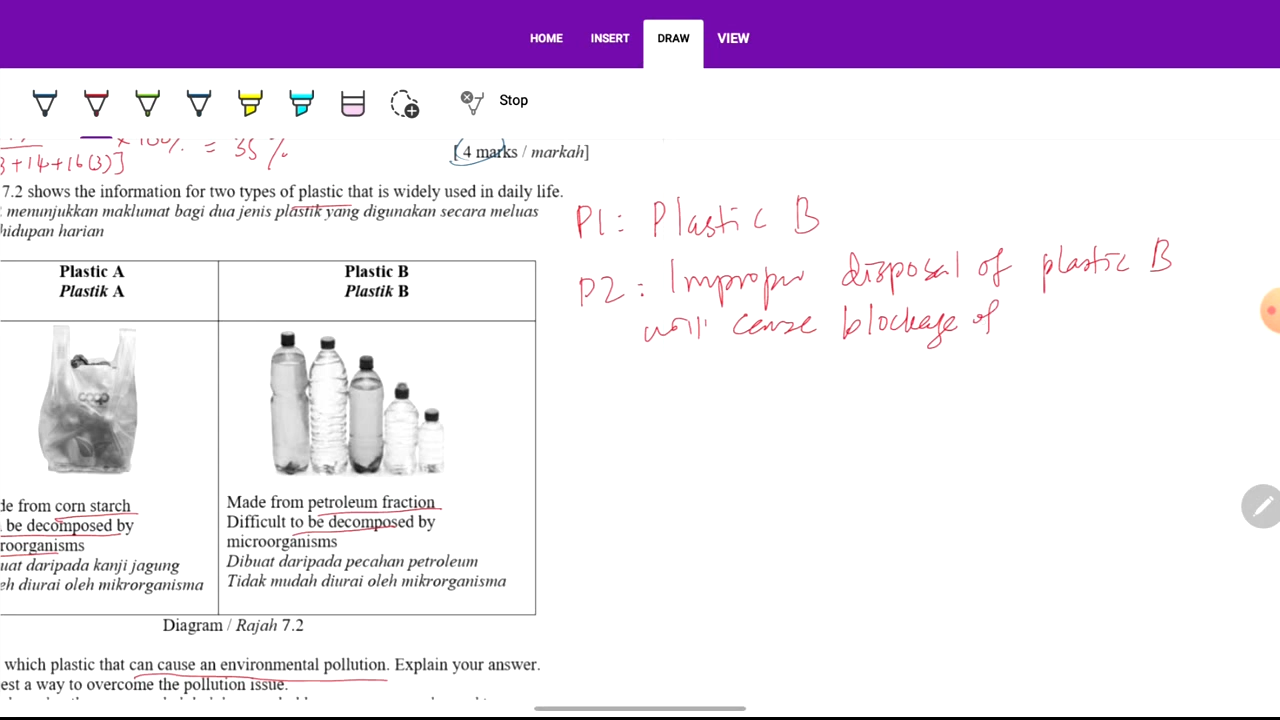 HOME INSERT DRAW VIEW
Stop
× 100% = 35%
3+14+16(3)]
[4 marks / markah]
7.2 shows the information for two types of plastic that is widely used in daily life.
menunjukkan maklumat bagi dua jenis plastik yang digunakan secara meluas
hidupan harian
Plastic A
Plastik A
Plastic B
Plastik B
coop
de from corn starch
be decomposed by
roorganisms
uat daripada kanji jagung
eh diurai oleh mikrorganisma
Made from petroleum fraction
Difficult to be decomposed by
microorganisms
Dibuat daripada pecahan petroleum
Tidak mudah diurai oleh mikrorganisma
Diagram / Rajah 7.2
which plastic that can cause an environmental pollution. Explain your answer.
est a way to overcome the pollution issue.
P1: Plastic B
P2: Improper disposal of plastic B
will cause blockage of